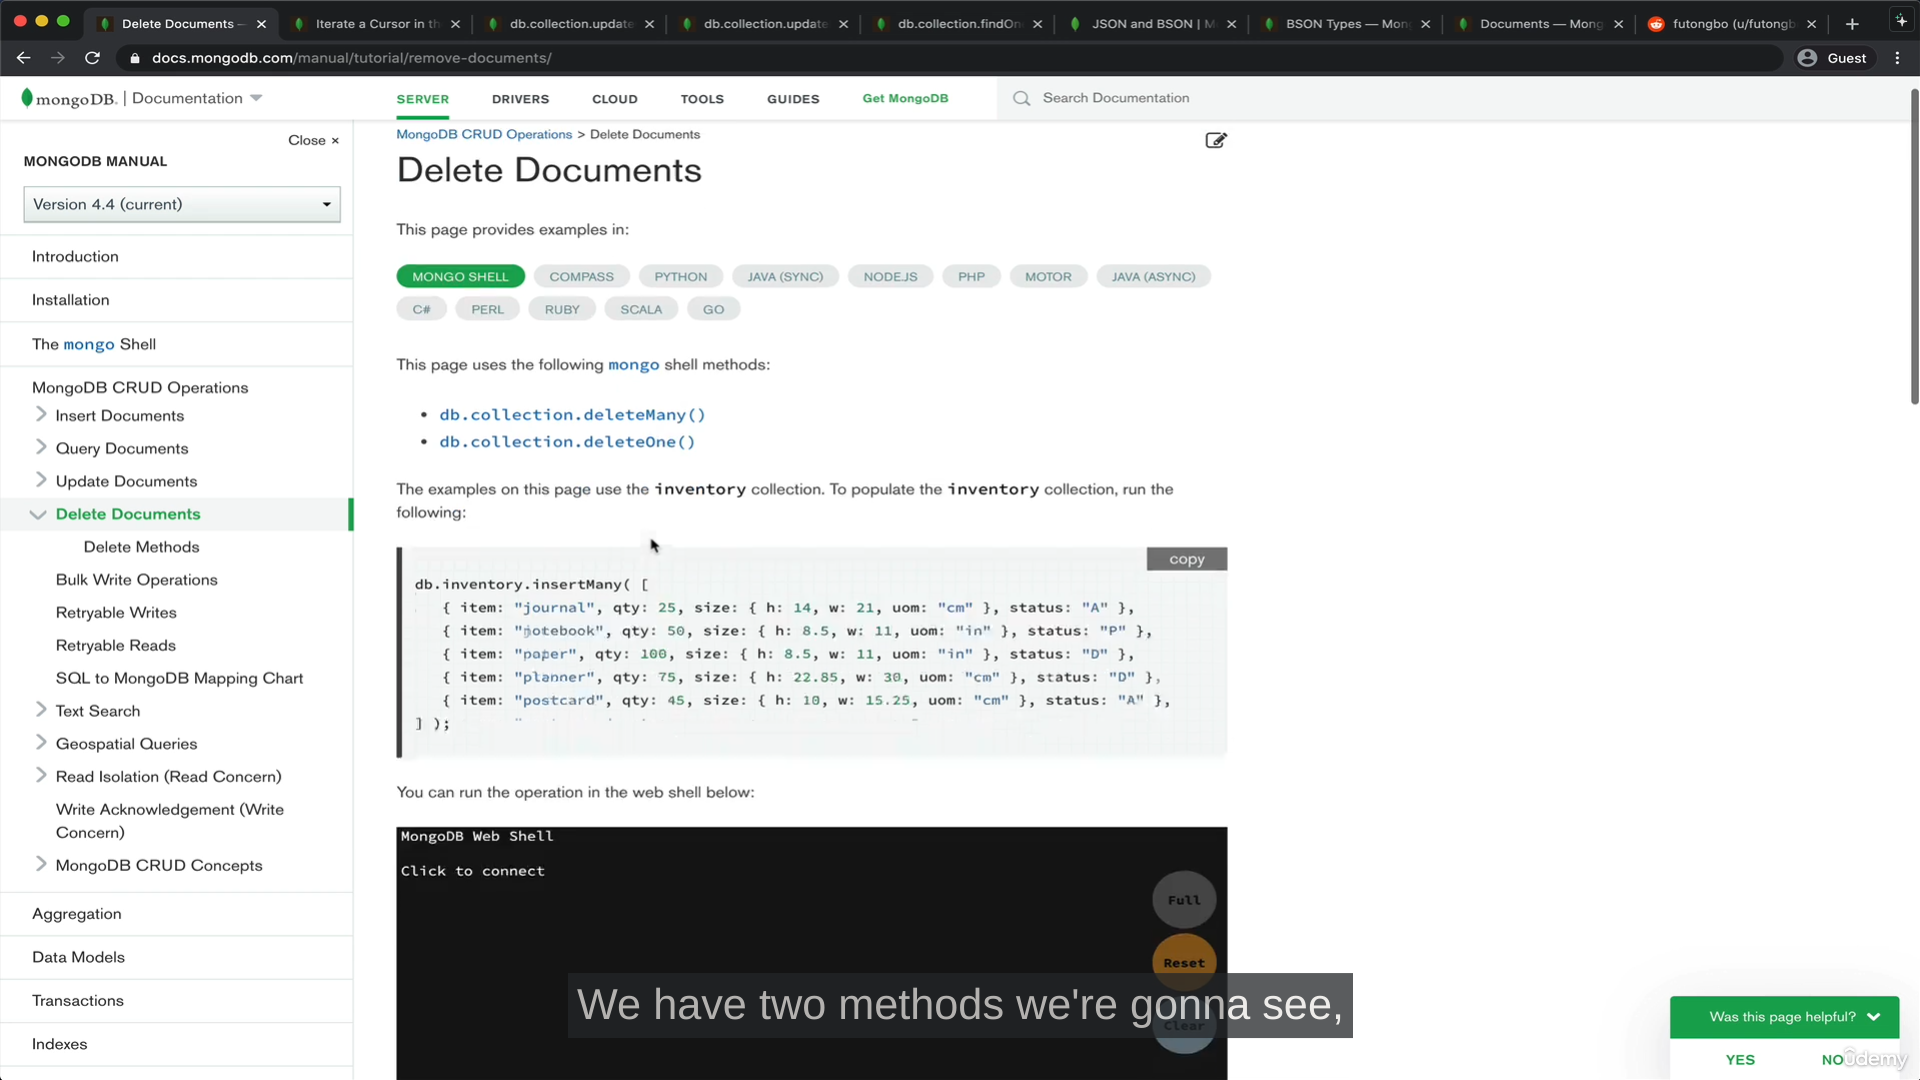 Delete Documents —
Iterate a Cursor in th
db.collection.update
db.collection.update
db.collection.findOn
JSON and BSON | M
BSON Types — Mon
Documents — Mong
futongbo (u/futongb
docs.mongodb.com/manual/tutorial/remove-documents/
Guest
mongoDB. | Documentation
SERVER
DRIVERS
CLOUD
TOOLS
GUIDES
Get MongoDB
Search Documentation
Close ×
MONGODB MANUAL
Version 4.4 (current)
Introduction
Installation
The mongo Shell
MongoDB CRUD Operations
Insert Documents
Query Documents
Update Documents
Delete Documents
Delete Methods
Bulk Write Operations
Retryable Writes
Retryable Reads
SQL to MongoDB Mapping Chart
Text Search
Geospatial Queries
Read Isolation (Read Concern)
Write Acknowledgement (Write
Concern)
MongoDB CRUD Concepts
Aggregation
Data Models
Transactions
Indexes
MongoDB CRUD Operations > Delete Documents
Delete Documents
This page provides examples in:
MONGO SHELL
COMPASS
PYTHON
JAVA (SYNC)
NODEJS
PHP
MOTOR
JAVA (ASYNC)
C#
PERL
RUBY
SCALA
GO
This page uses the following mongo shell methods:
• db.collection.deleteMany()
• db.collection.deleteOne()
The examples on this page use the inventory collection. To populate the inventory collection, run the
following:
copy
db.inventory.insertMany( [
{ item: "journal", qty: 25, size: { h: 14, w: 21, uom: "cm" }, status: "A" },
{ item: "notebook", qty: 50, size: { h: 8.5, w: 11, uom: "in" }, status: "P" },
{ item: "paper", qty: 100, size: { h: 8.5, w: 11, uom: "in" }, status: "D" },
{ item: "planner", qty: 75, size: { h: 22.85, w: 30, uom: "cm" }, status: "D" },
{ item: "postcard", qty: 45, size: { h: 10, w: 15.25, uom: "cm" }, status: "A" },
] );
You can run the operation in the web shell below:
MongoDB Web Shell
Click to connect
Full
Reset
Clear
We have two methods we're gonna see,
Was this page helpful?
YES
NO
ûdemy